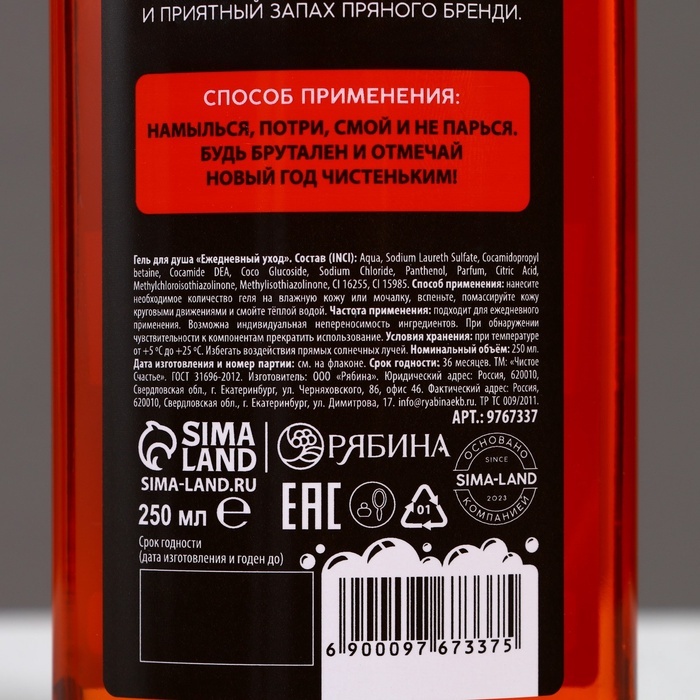 И ПРИЯТНЫЙ ЗАПАХ ПРЯНОГО БРЕНДИ.
СПОСОБ ПРИМЕНЕНИЯ:
НАМЫЛЬСЯ, ПОТРИ, СМОЙ И НЕ ПАРЬСЯ.
БУДЬ БРУТАЛЕН И ОТМЕЧАЙ
НОВЫЙ ГОД ЧИСТЕНЬКИМ!
Гель для душа «Ежедневный уход». Состав (INCI): Aqua, Sodium Laureth Sulfate, Cocamidopropyl
betaine, Cocamide DEA, Coco Glucoside, Sodium Chloride, Panthenol, Parfum, Citric Acid,
Methylchloroisothiazolinone, Methylisothiazolinone, CI 16255, CI 15985. Способ применения: нанесите
необходимое количество геля на влажную кожу или мочалку, вспеньте, помассируйте кожу
круговыми движениями и смойте тёплой водой. Частота применения: подходит для ежедневного
применения. Возможна индивидуальная непереносимость ингредиентов. При обнаружении
чувствительности к компонентам прекратить использование. Условия хранения: при температуре
от +5 ºС до +25 ºС. Избегать воздействия прямых солнечных лучей. Номинальный объём: 250 мл.
Дата изготовления и номер партии: см. на флаконе. Срок годности: 36 месяцев. ТМ: «Чистое
Счастье». ГОСТ 31696-2012. Изготовитель: ООО «Рябина». Юридический адрес: Россия, 620010,
Свердловская обл., г. Екатеринбург, ул. Черняховского, 86, офис 46. Фактический адрес: Россия,
620010, Свердловская обл., г. Екатеринбург, ул. Димитрова, 17. info@ryabinaekb.ru. ТР ТС 009/2011.
АРТ.: 9767337
SIMA
LAND
SIMA-LAND.RU
РЯБИНА
ОСНОВАНО
SINCE
SIMA-LAND
2023
КОМПАНИЕЙ
250 мл ℮
EAC
01
Срок годности
(дата изготовления и годен до)
6 900097 673375